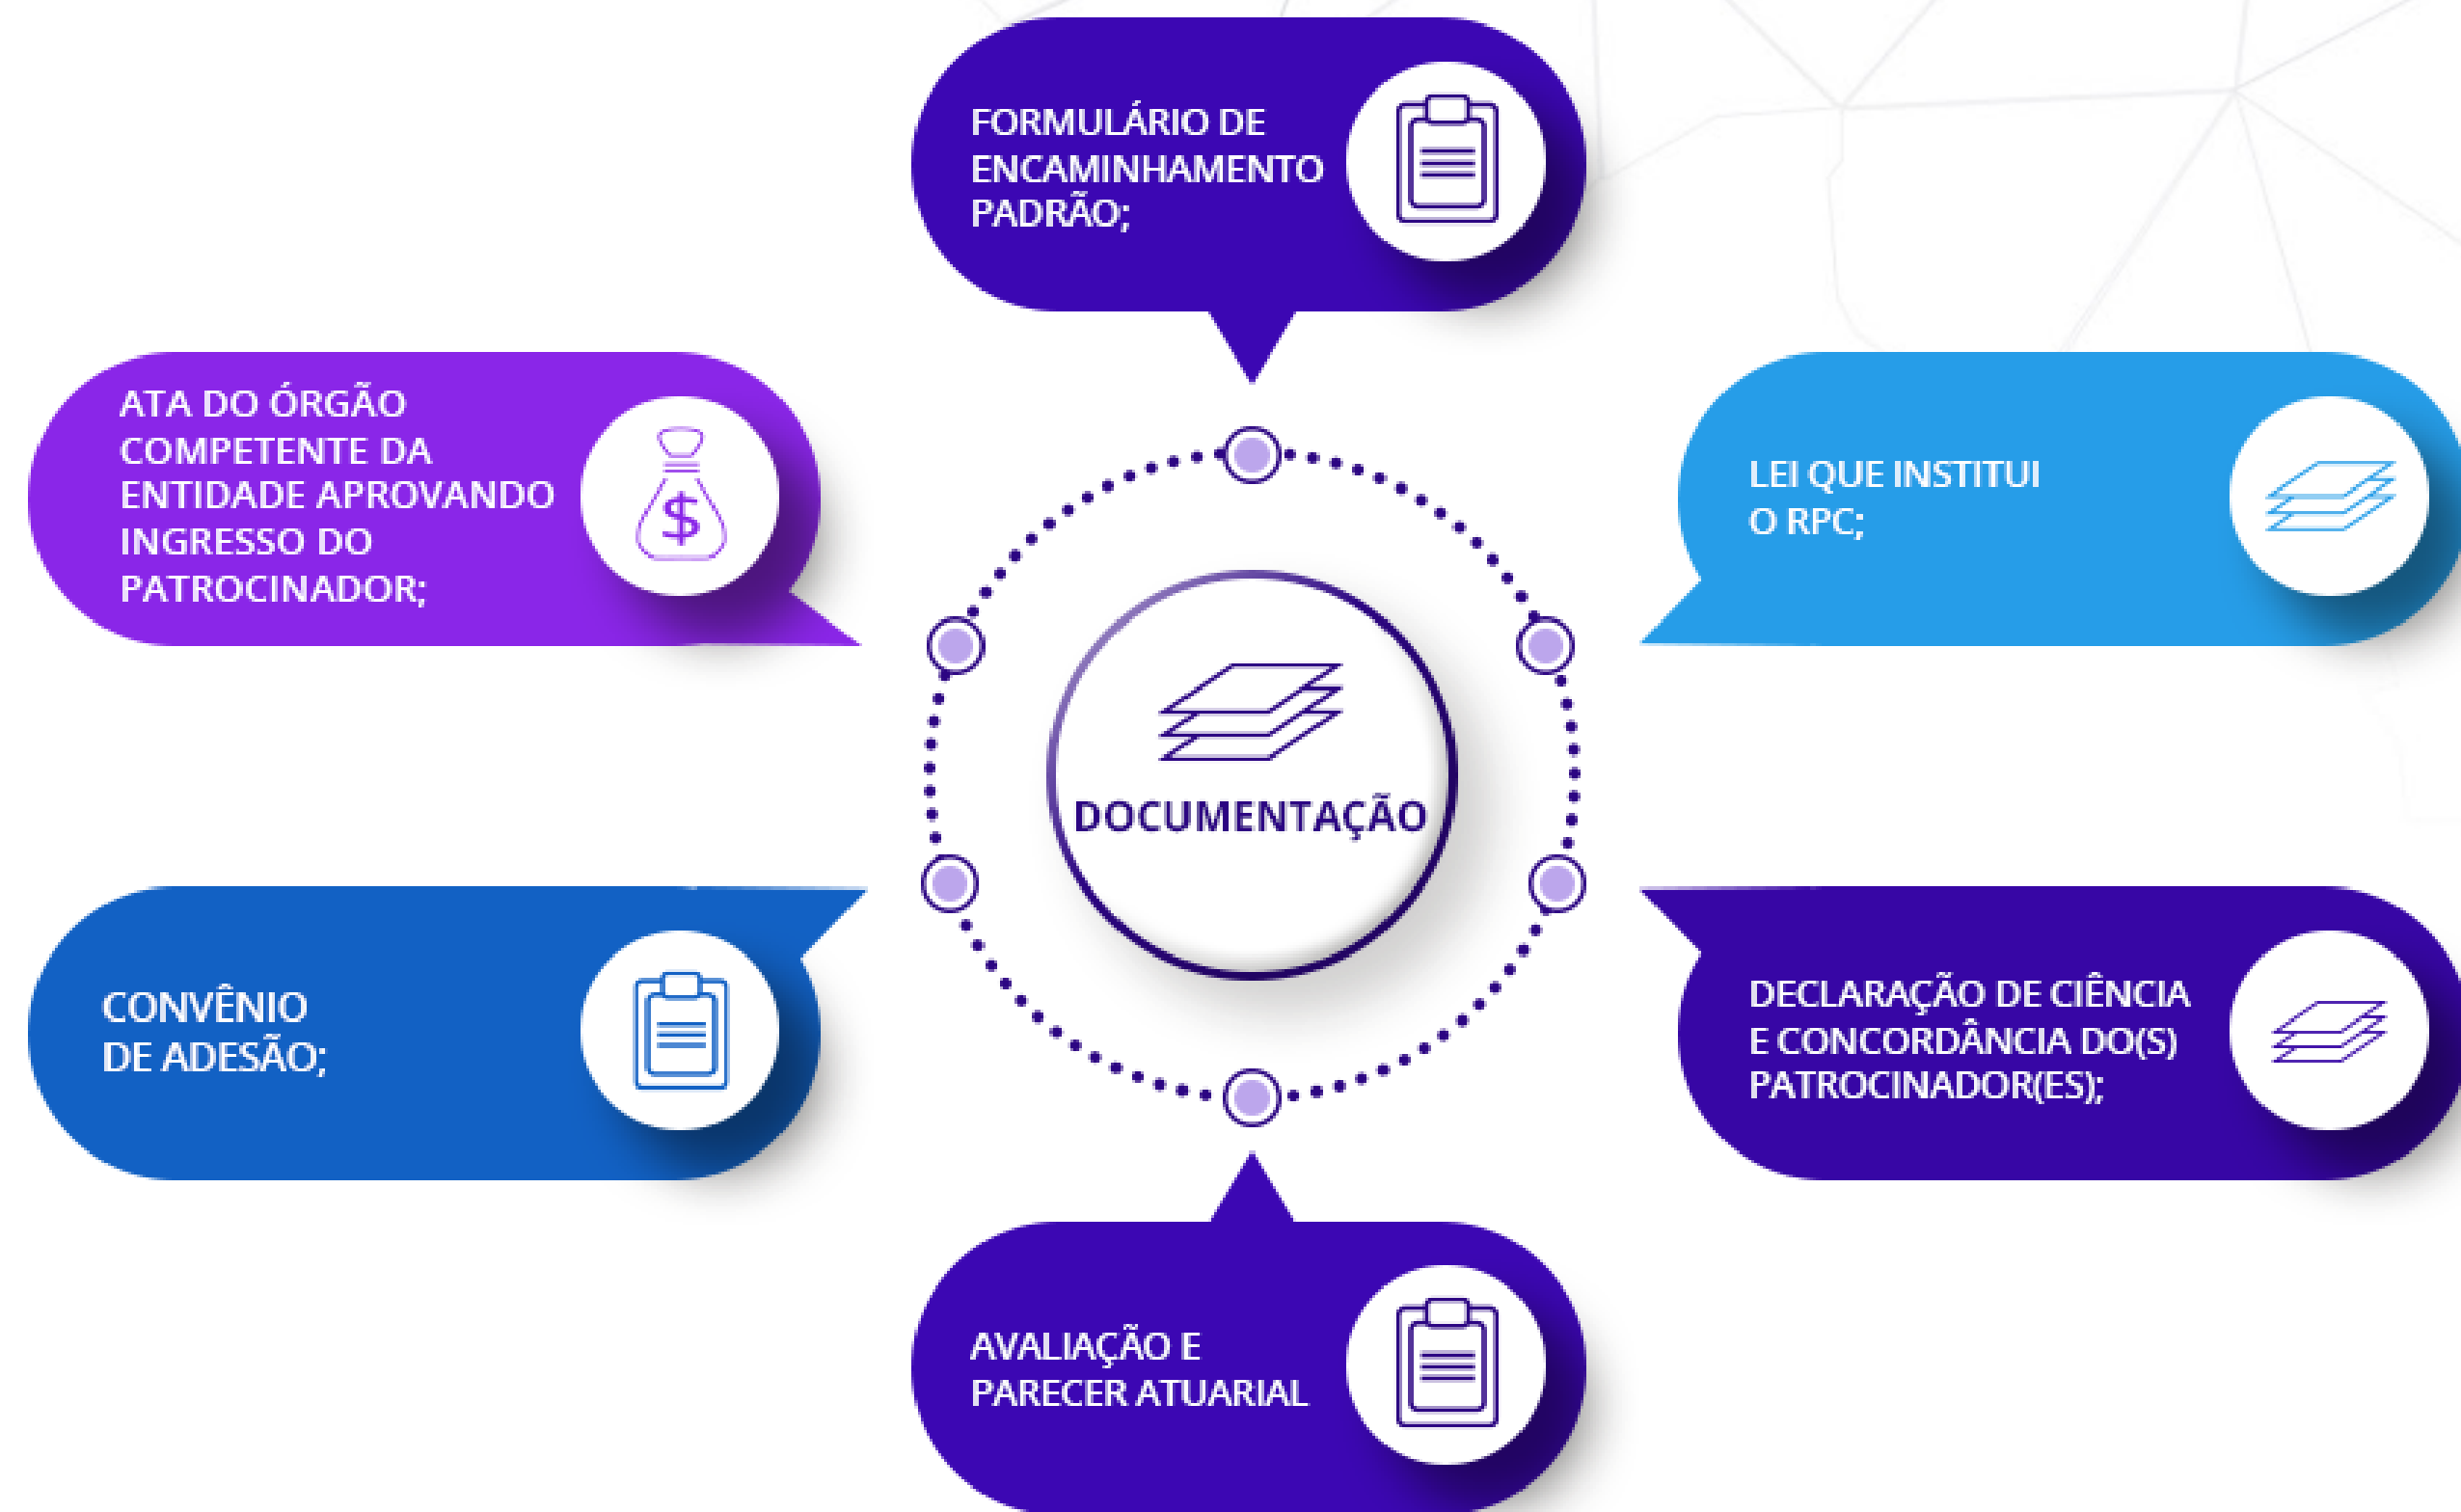 FORMULÁRIO DE
ENCAMINHAMENTO
PADRÃO;
ATA DO ÓRGÃO
COMPETENTE DA
ENTIDADE APROVANDO
INGRESSO DO
PATROCINADOR;
$
LEI QUE INSTITUI
O RPC;
DOCUMENTAÇÃO
CONVÊNIO
DE ADESÃO;
DECLARAÇÃO DE CIÊNCIA
E CONCORDÂNCIA DO(S)
PATROCINADOR(ES);
AVALIAÇÃO E
PARECER ATUARIAL